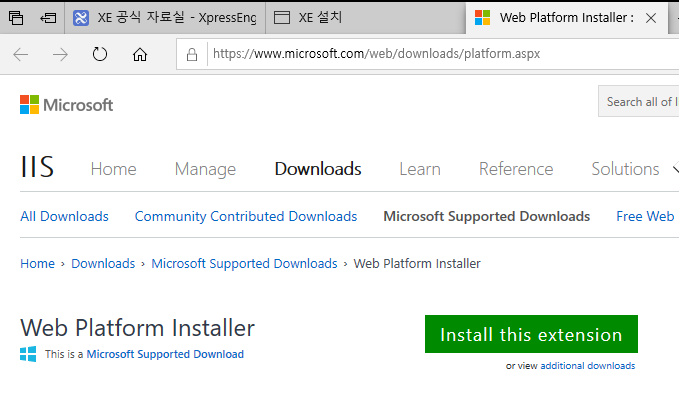 XE 공식 자료실 - XpressEng
XE 설치
Web Platform Installer :
https://www.microsoft.com/web/downloads/platform.aspx
Microsoft
Search all of
IIS Home Manage Downloads Learn Reference Solutions
All Downloads Community Contributed Downloads Microsoft Supported Downloads Free Web
Home › Downloads › Microsoft Supported Downloads › Web Platform Installer
Web Platform Installer
Install this extension
This is a Microsoft Supported Download
or view additional downloads